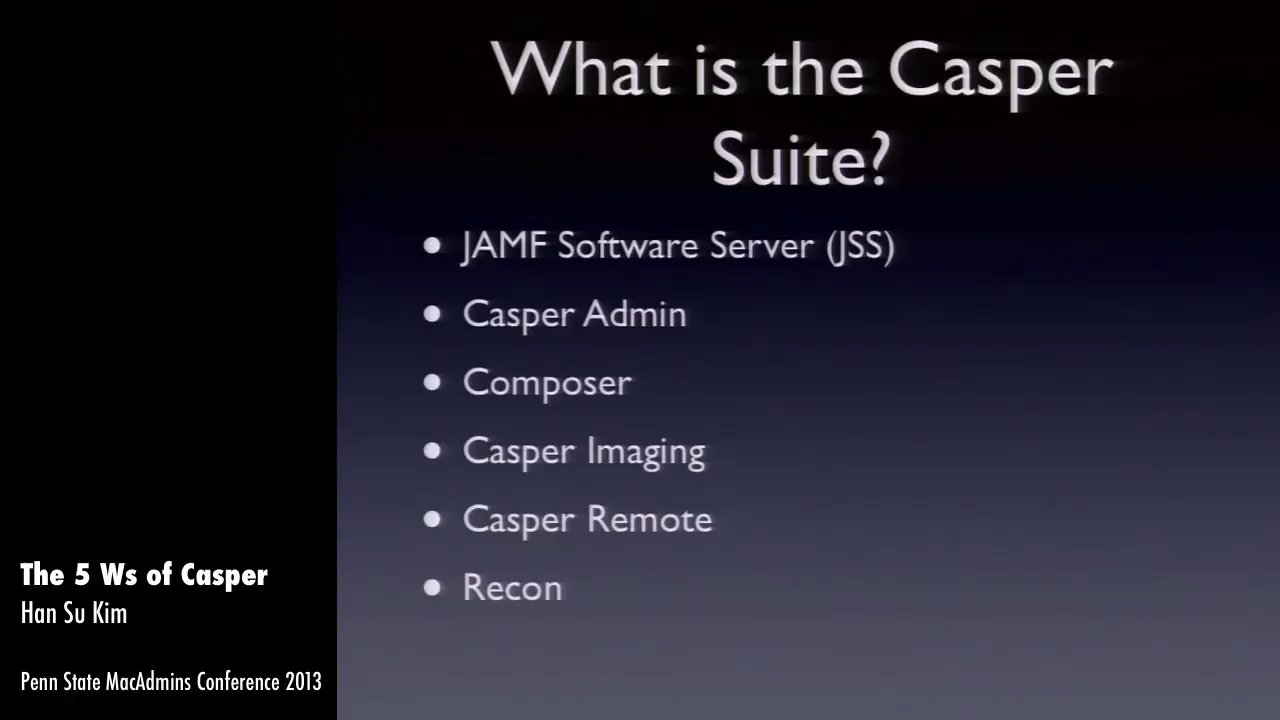 What is the Casper
Suite?
• JAMF Software Server (JSS)
• Casper Admin
• Composer
• Casper Imaging
• Casper Remote
• Recon
The 5 Ws of Casper
Han Su Kim
Penn State MacAdmins Conference 2013